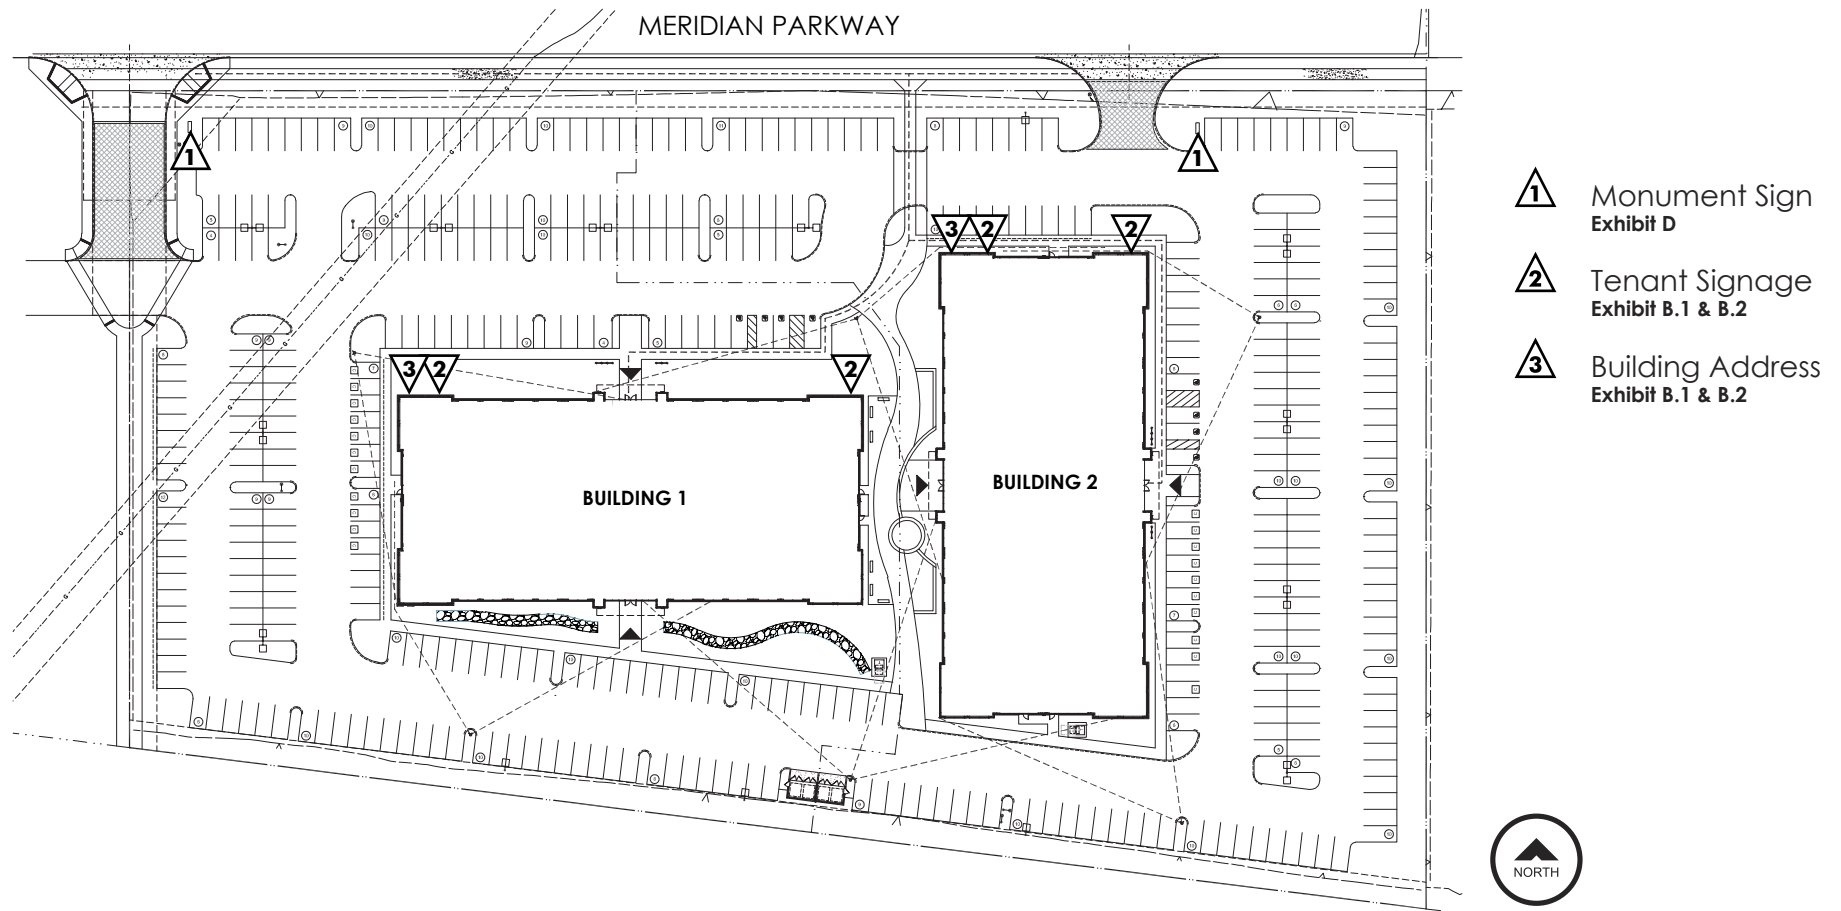 MERIDIAN PARKWAY
1
1
3 2
2
3 2
2
BUILDING 1
BUILDING 2
1 Monument Sign
Exhibit D
2 Tenant Signage
Exhibit B.1 & B.2
3 Building Address
Exhibit B.1 & B.2
NORTH